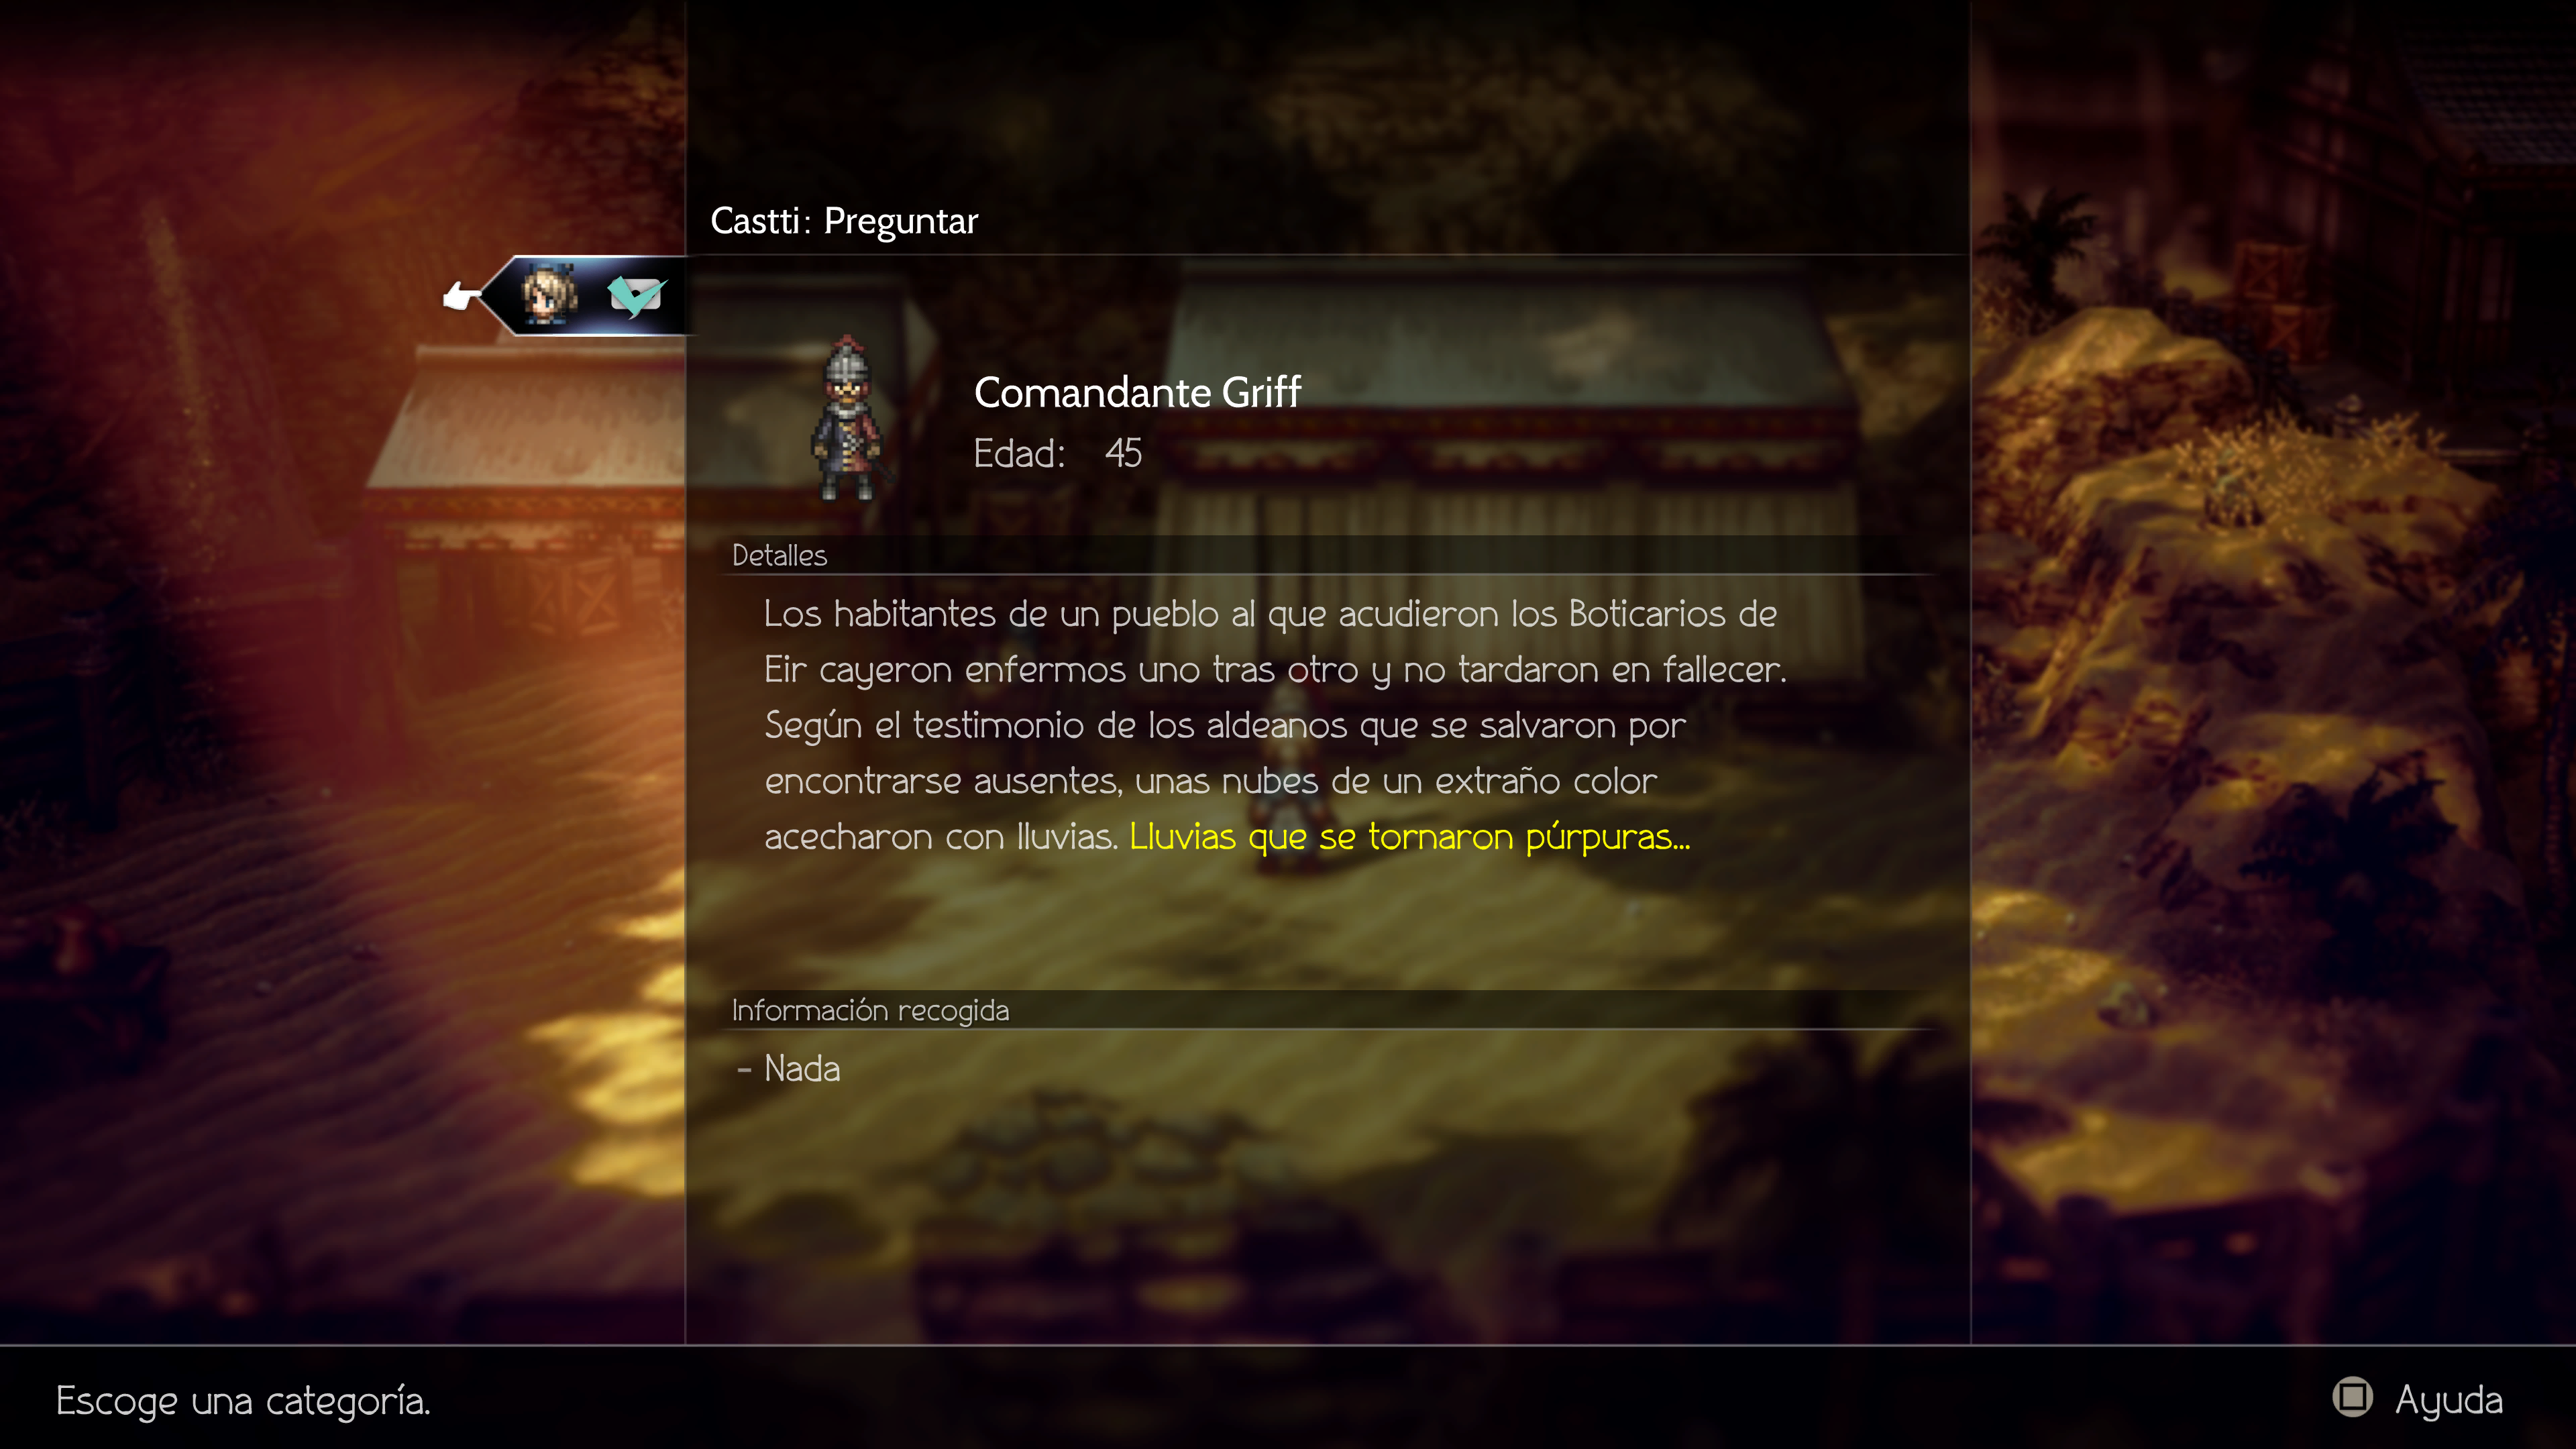 Castti: Preguntar
Comandante Griff
Edad: 45
Detalles
Los habitantes de un pueblo al que acudieron los Boticarios de
Eir cayeron enfermos uno tras otro y no tardaron en fallecer.
Según el testimonio de los aldeanos que se salvaron por
encontrarse ausentes, unas nubes de un extraño color
acecharon con lluvias. Lluvias que se tornaron púrpuras...
Información recogida
- Nada
Escoge una categoría.
Ayuda